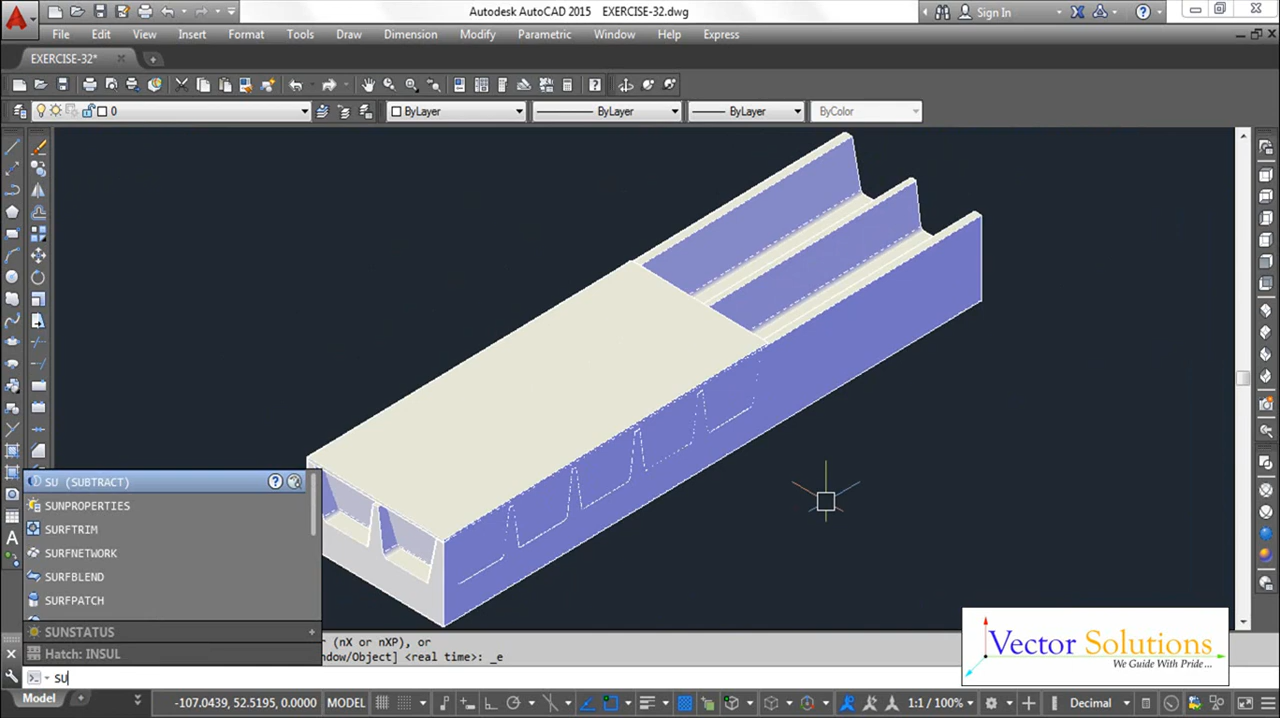 Autodesk AutoCAD 2015 EXERCISE-32.dwg
Sign In
File Edit View Insert Format Tools Draw Dimension Modify Parametric Window Help Express
EXERCISE-32*
0
ByLayer
ByLayer
ByLayer
ByColor
SU (SUBTRACT)
SUNPROPERTIES
SURFTRIM
SURFNETWORK
SURFBLEND
SURFPATCH
SUNSTATUS
Hatch: INSUL
r (nX or nXP), or
ndow/Object] <real time>: _e
SU
Vector Solutions
We Guide With Pride...
Model
-107.0439, 52.5195, 0.0000 MODEL
1:1 / 100%
Decimal
A